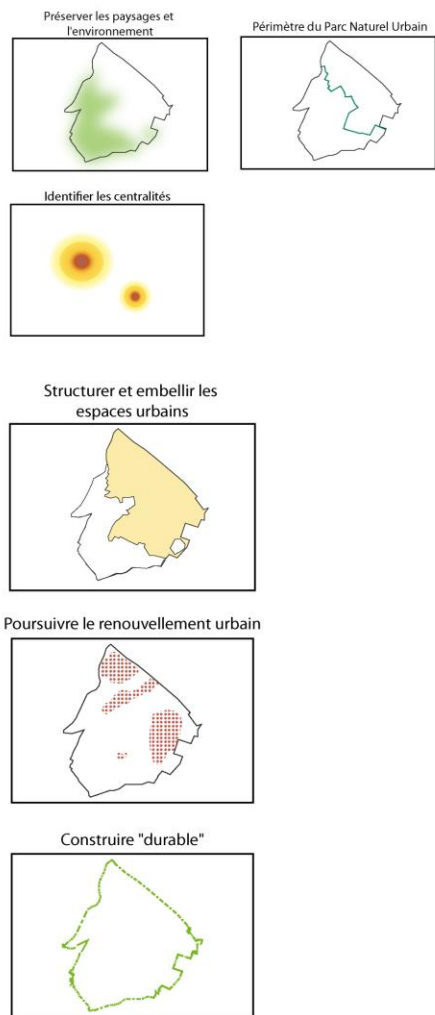 Préserver les paysages et
l'environnement
Périmètre du Parc Naturel Urbain
Identifier les centralités
Structurer et embellir les
espaces urbains
Poursuivre le renouvellement urbain
Construire "durable"